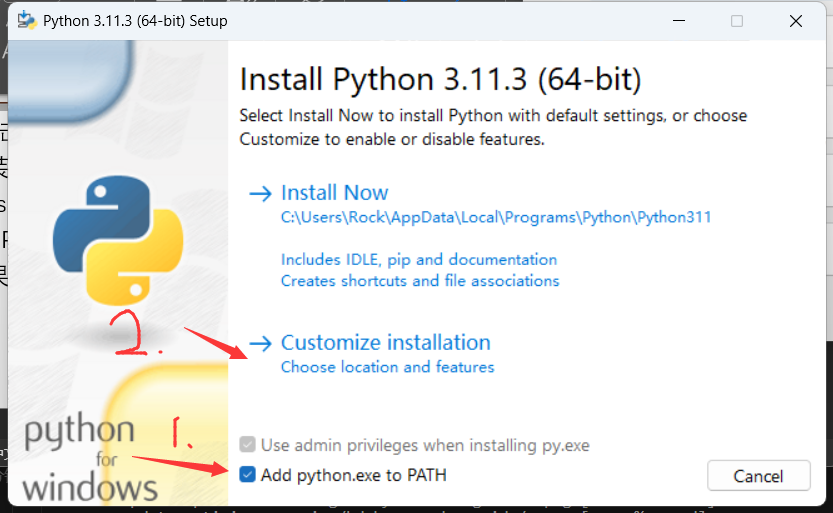 Python 3.11.3 (64-bit) Setup
Install Python 3.11.3 (64-bit)
Select Install Now to install Python with default settings, or choose
Customize to enable or disable features.
Install Now
C:\Users\Rock\AppData\Local\Programs\Python\Python311
Includes IDLE, pip and documentation
Creates shortcuts and file associations
2.
Customize installation
Choose location and features
1.
python
for
windows
Use admin privileges when installing py.exe
Add python.exe to PATH
Cancel